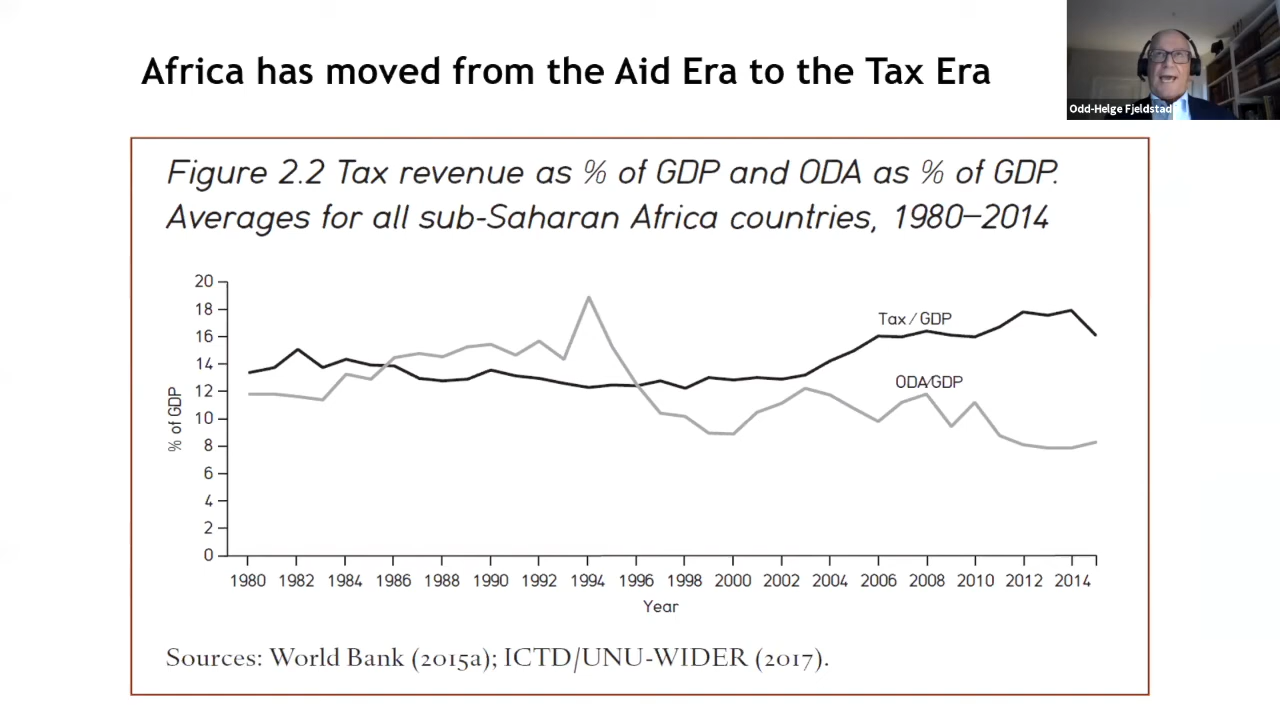 Africa has moved from the Aid Era to the Tax Era
Odd-Helge Fjeldstad
Figure 2.2 Tax revenue as % of GDP and ODA as % of GDP.
Averages for all sub-Saharan Africa countries, 1980–2014
20
18
16
14
12
10
8
6
4
2
0
% of GDP
Tax/GDP
ODA/GDP
1980 1982 1984 1986 1988 1990 1992 1994 1996 1998 2000 2002 2004 2006 2008 2010 2012 2014
Year
Sources: World Bank (2015a); ICTD/UNU-WIDER (2017).